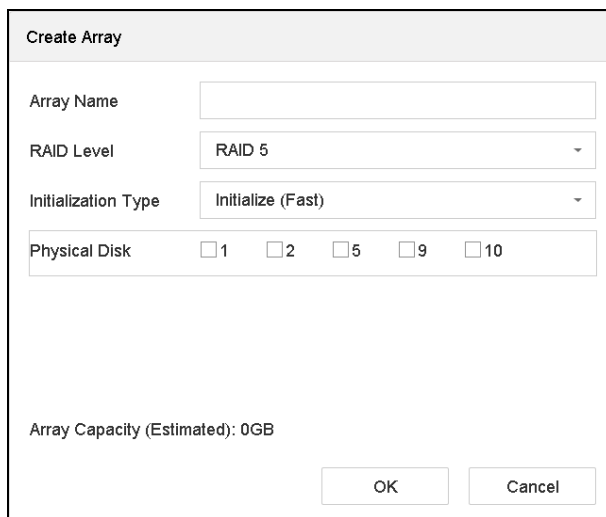 Create Array
Array Name
RAID Level RAID 5
Initialization Type Initialize (Fast)
Physical Disk 1 2 5 9 10
Array Capacity (Estimated): 0GB
OK Cancel